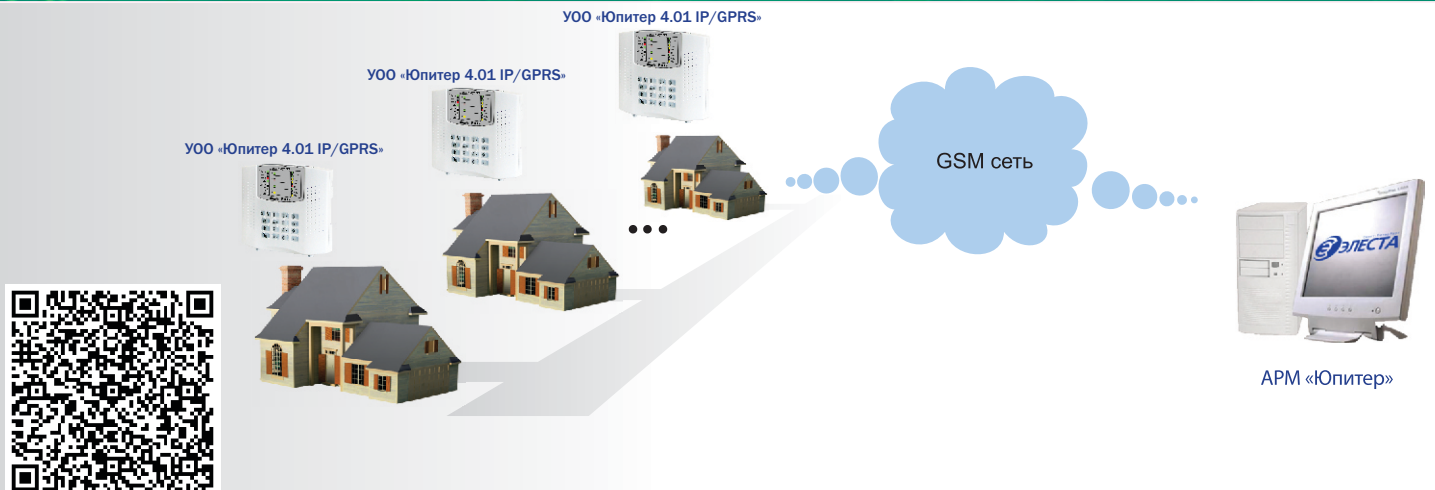 УОО «Юпитер 4.01 IP/GPRS»
УОО «Юпитер 4.01 IP/GPRS»
УОО «Юпитер 4.01 IP/GPRS»
GSM сеть
ЭЛЕСТА
АРМ «Юпитер»